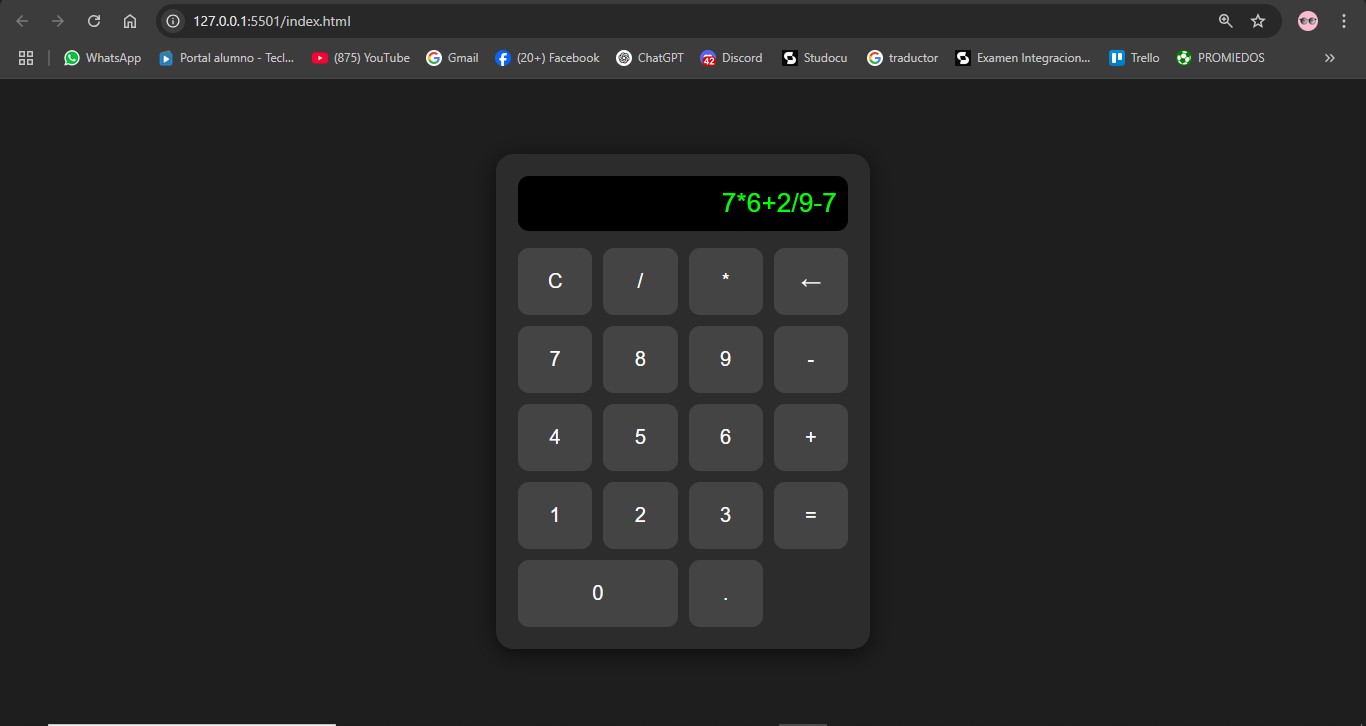 127.0.0.1:5501/index.html
WhatsApp Portal alumno - Tecl... (875) YouTube Gmail (20+) Facebook ChatGPT 42 Discord Studocu traductor Examen Integracion... Trello PROMIEDOS »
7*6+2/9-7
C / * ←
7 8 9 -
4 5 6 +
1 2 3 =
0 .